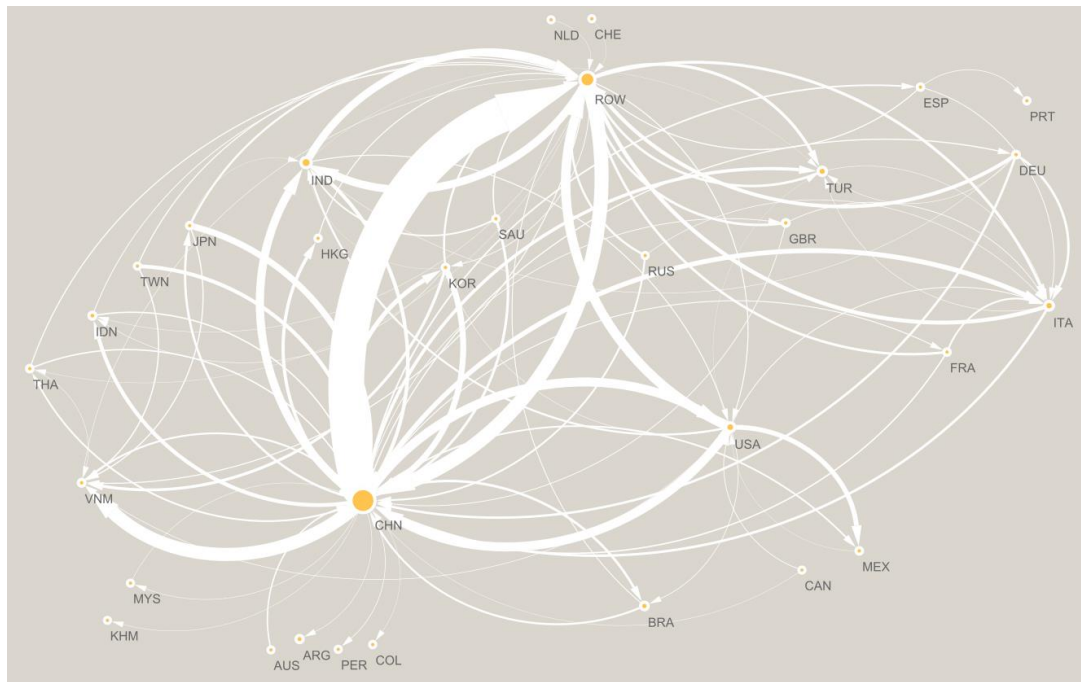 NLD
CHE
ROW
ESP
PRT
IND
TUR
DEU
JPN
HKG
SAU
GBR
TWN
KOR
RUS
IDN
ITA
THA
FRA
USA
VNM
CHN
MEX
MYS
CAN
BRA
KHM
AUS
ARG
PER
COL